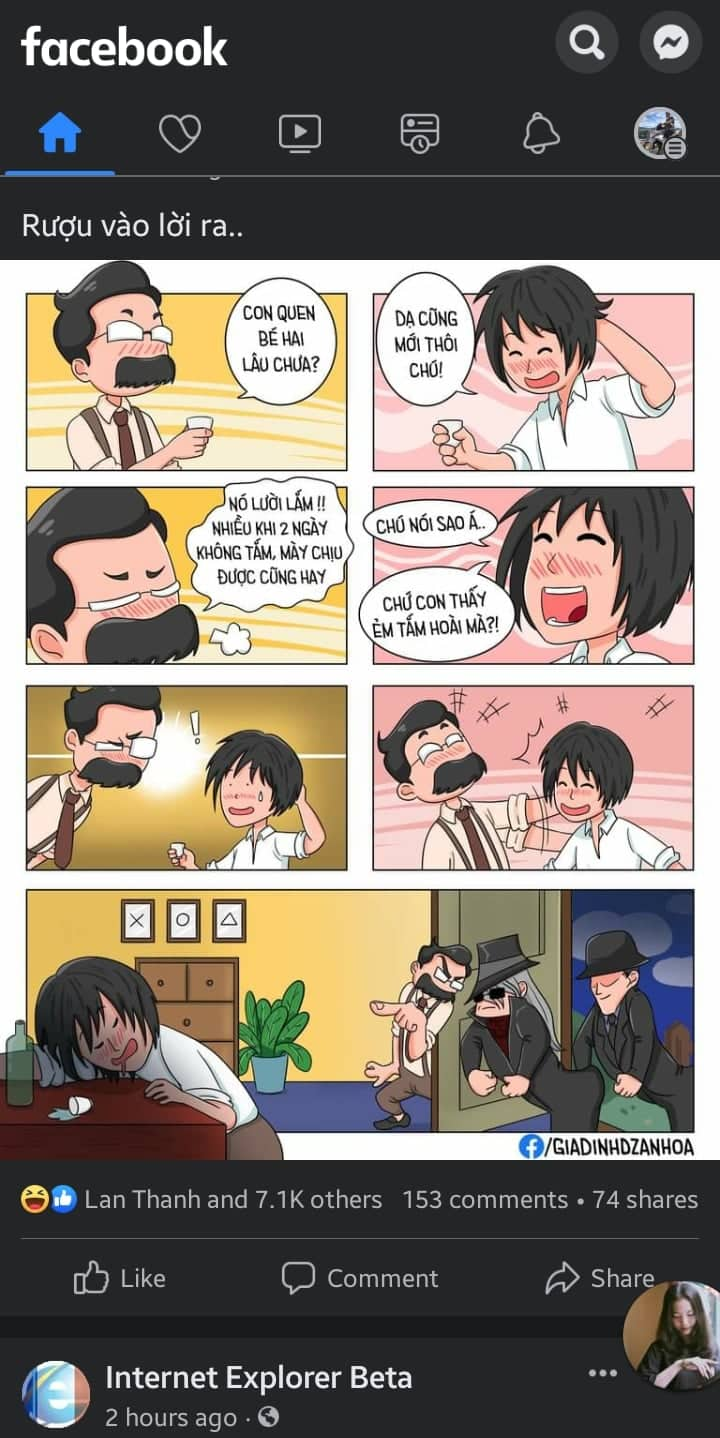 facebook
Rượu vào lời ra..
CON QUEN
BÉ HAI
LÂU CHƯA?
DẠ CŨNG
MỚI THÔI
CHÚ!
NÓ LƯỜI LẮM !!
NHIỀU KHI 2 NGÀY
KHÔNG TẮM, MÀY CHỊU
ĐƯỢC CŨNG HAY
CHÚ NÓI SAO Á..
CHỨ CON THẤY
ẺM TẮM HOÀI MÀ?!
!
/GIADINHDZANHOA
Lan Thanh and 7.1K others 153 comments • 74 shares
Like Comment Share
Internet Explorer Beta
2 hours ago ·